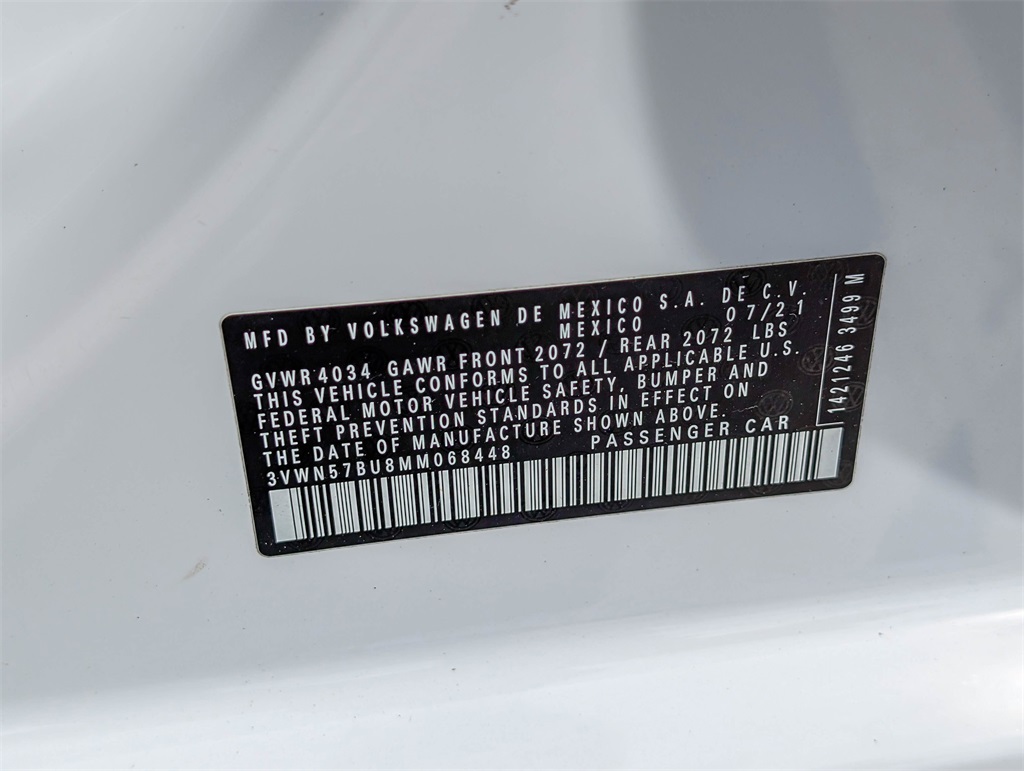 MFD BY VOLKSWAGEN DE MEXICO S.A. DE C.V.
MEXICO 07/21
GVWR 4034 GAWR FRONT 2072 / REAR 2072 LBS
THIS VEHICLE CONFORMS TO ALL APPLICABLE U.S.
FEDERAL MOTOR VEHICLE SAFETY, BUMPER AND
THEFT PREVENTION STANDARDS IN EFFECT ON
THE DATE OF MANUFACTURE SHOWN ABOVE.
3VWN57BU8MM068448 PASSENGER CAR
1421246 3499 M